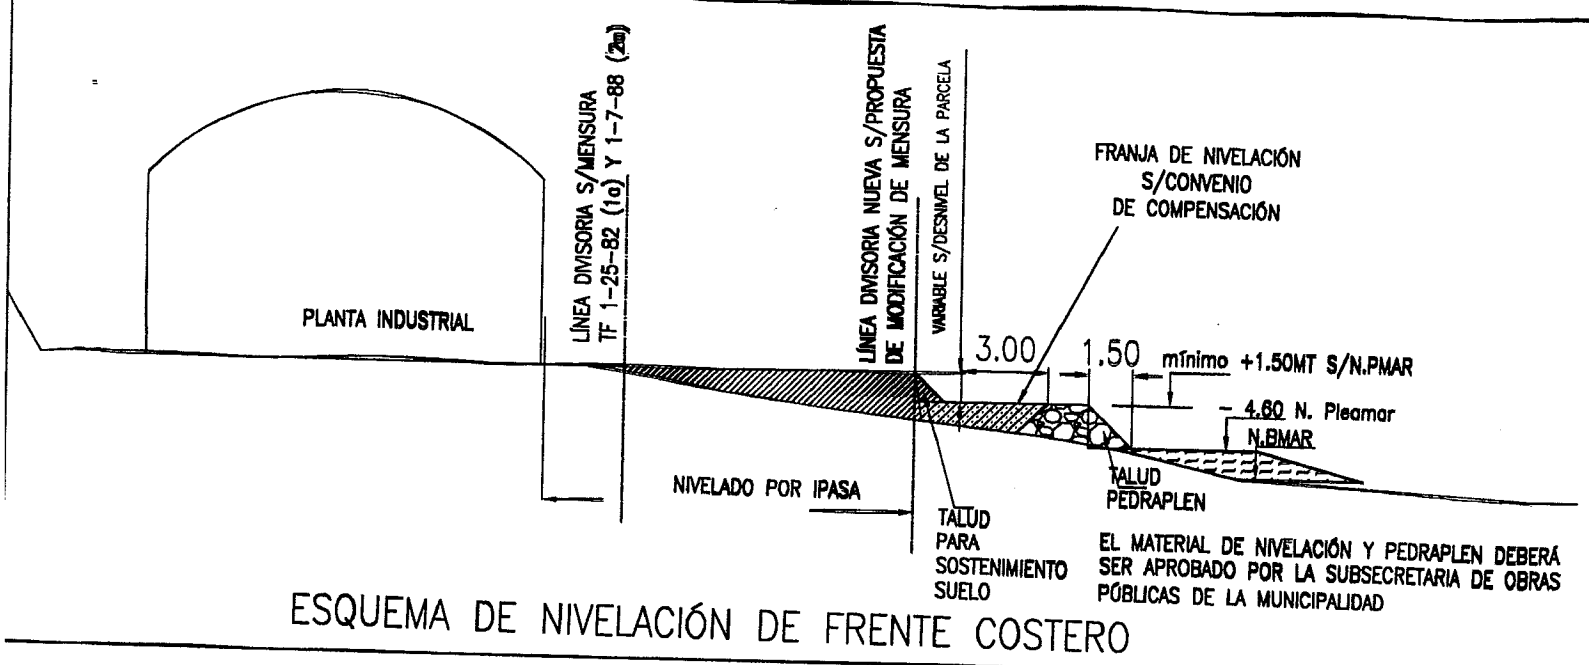 LÍNEA DIVISORIA S/MENSURA
TF 1-25-82 (1a) Y 1-7-88 (2a)
LÍNEA DIVISORIA NUEVA S/PROPUESTA
DE MODIFICACIÓN DE MENSURA
VARIABLE S/DESNIVEL DE LA PARCELA
FRANJA DE NIVELACIÓN
S/CONVENIO
DE COMPENSACIÓN
PLANTA INDUSTRIAL
3.00
1.50
mínimo +1.50MT S/N.PMAR
- 4.60 N. Pleamar
N.BMAR
NIVELADO POR IPASA
TALUD
PEDRAPLEN
TALUD
PARA
SOSTENIMIENTO
SUELO
EL MATERIAL DE NIVELACIÓN Y PEDRAPLEN DEBERÁ
SER APROBADO POR LA SUBSECRETARIA DE OBRAS
PÚBLICAS DE LA MUNICIPALIDAD
ESQUEMA DE NIVELACIÓN DE FRENTE COSTERO